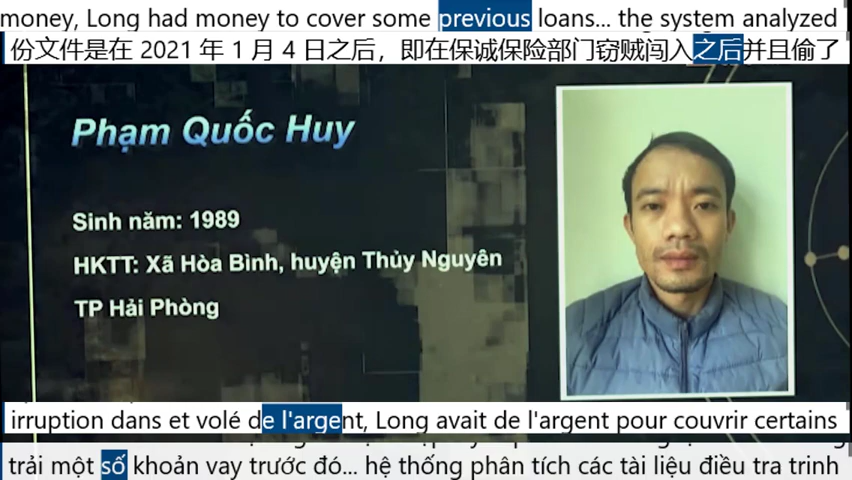 money, Long had money to cover some previous loans... the system analyzed
份文件是在 2021 年 1 月 4 日之后，即在保诚保险部门窃贼闯入之后并且偷了
Phạm Quốc Huy
Sinh năm: 1989
HKTT: Xã Hòa Bình, huyện Thủy Nguyên
TP Hải Phòng
irruption dans et volé de l'argent, Long avait de l'argent pour couvrir certains
trải một số khoản vay trước đó... hệ thống phân tích các tài liệu điều tra trinh